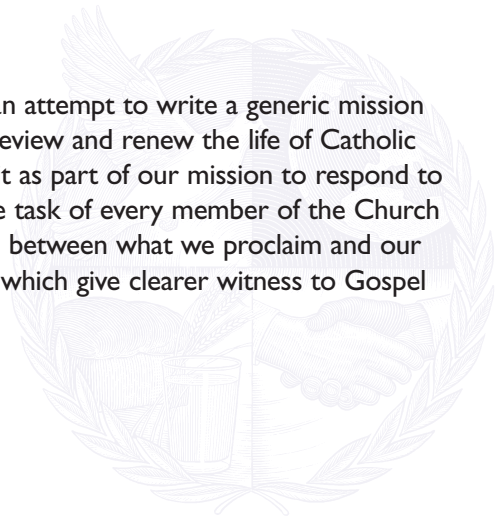 an attempt to write a generic mission
eview and renew the life of Catholic
t as part of our mission to respond to
e task of every member of the Church
between what we proclaim and our
which give clearer witness to Gospel